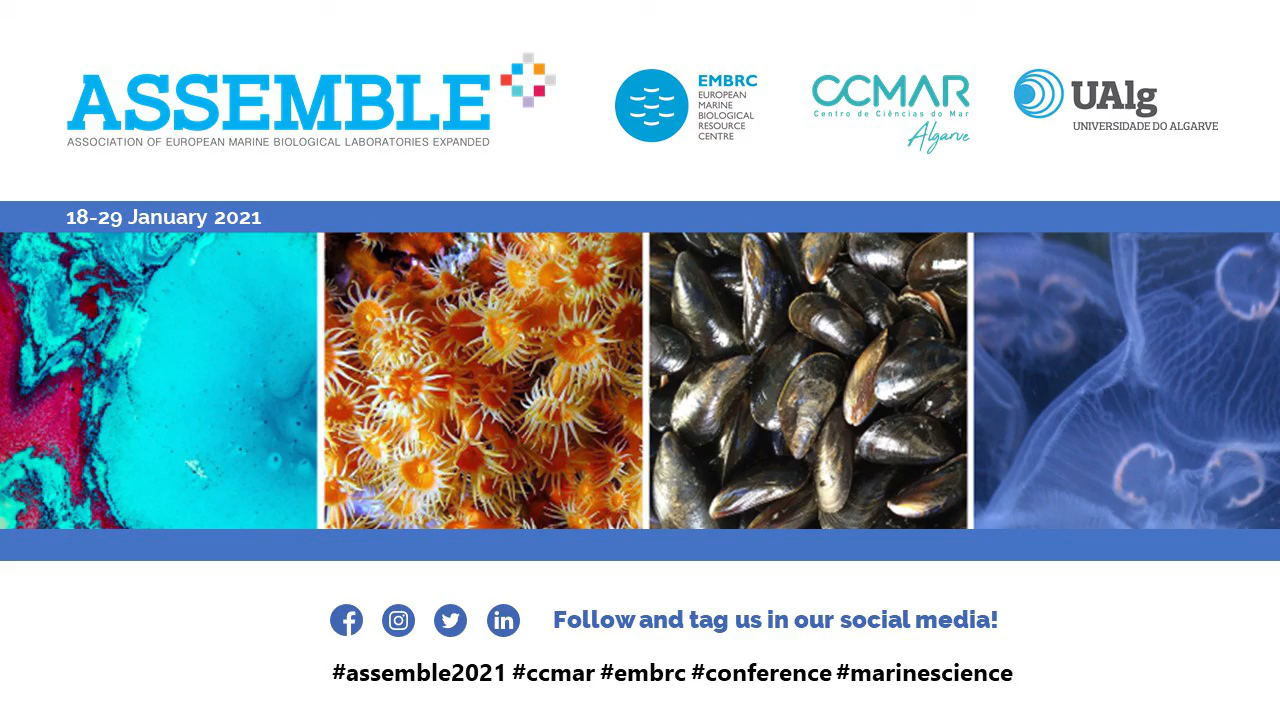 ASSEMBLE
ASSOCIATION OF EUROPEAN MARINE BIOLOGICAL LABORATORIES EXPANDED
EMBRC
EUROPEAN
MARINE
BIOLOGICAL
RESOURCE
CENTRE
CCMAR
Centro de Ciências do Mar
Algarve
UAlg
UNIVERSIDADE DO ALGARVE
18-29 January 2021
Follow and tag us in our social media!
#assemble2021 #ccmar #embrc #conference #marinescience